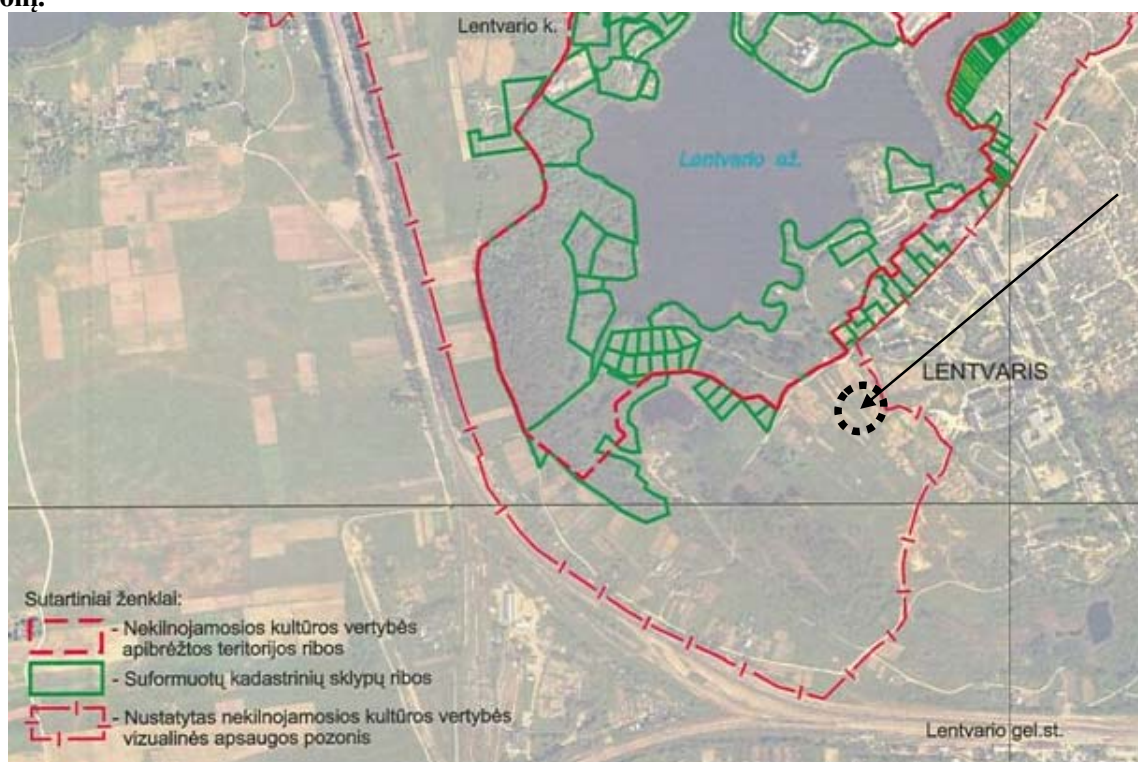 Lentvario k.
Lentvario ež.
LENTVARIS
Sutartiniai ženklai:
- Nekilnojamosios kultūros vertybės
apibrėžtos teritorijos ribos
- Suformuotų kadastrinių sklypų ribos
- Nustatytas nekilnojamosios kultūros vertybės
vizualinės apsaugos pozonis
Lentvario gel.st.